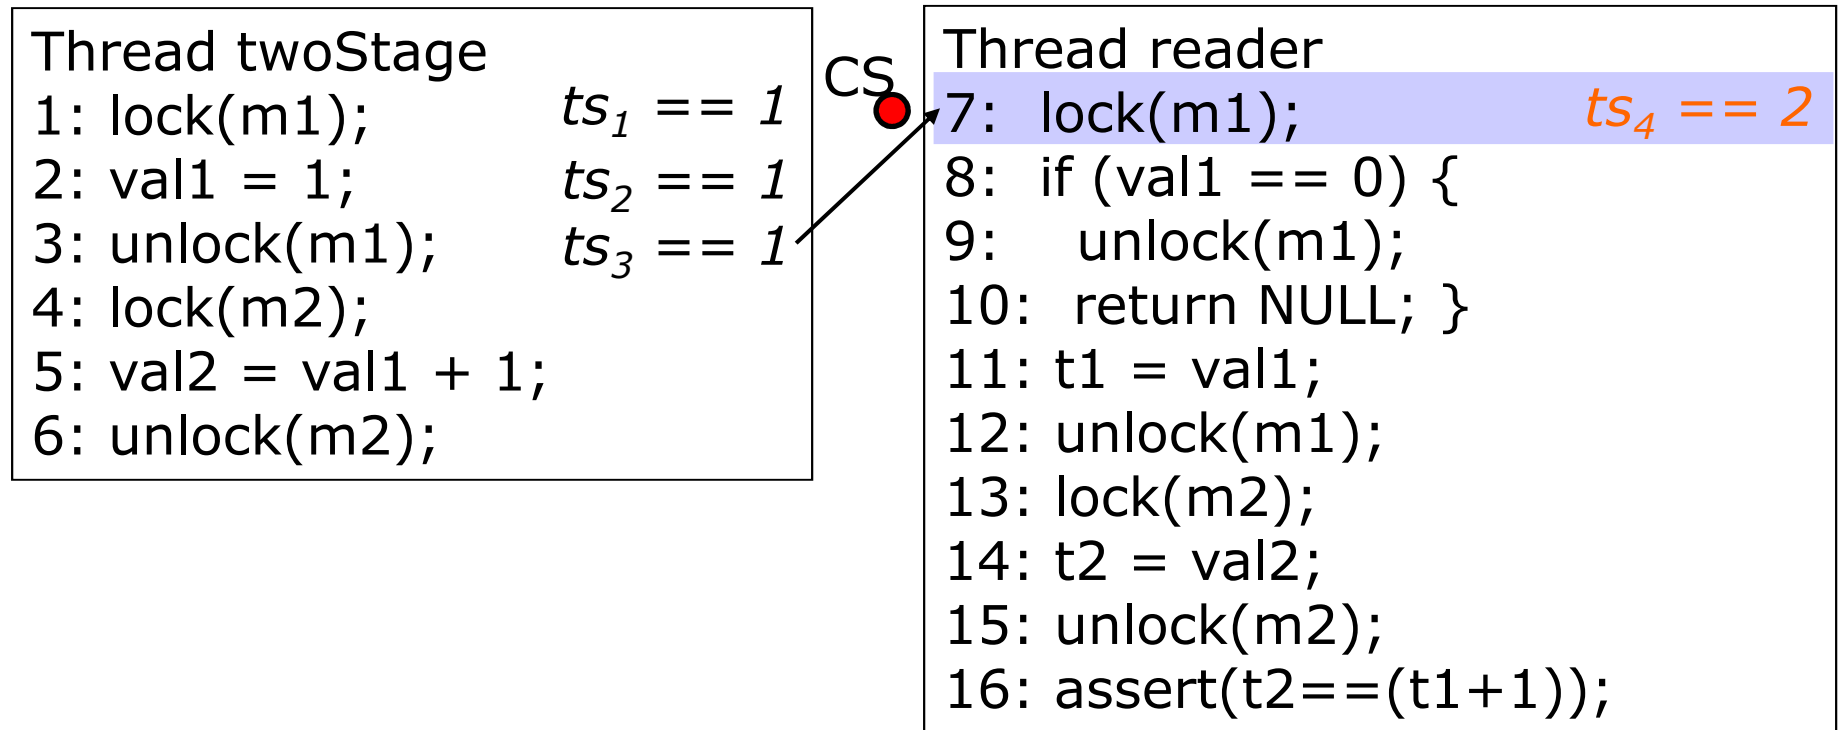 Thread twoStage
1: lock(m1); ts₁ == 1
2: val1 = 1; ts₂ == 1
3: unlock(m1); ts₃ == 1
4: lock(m2);
5: val2 = val1 + 1;
6: unlock(m2);
CS
Thread reader
7: lock(m1); ts₄ == 2
8: if (val1 == 0) {
9: unlock(m1);
10: return NULL; }
11: t1 = val1;
12: unlock(m1);
13: lock(m2);
14: t2 = val2;
15: unlock(m2);
16: assert(t2==(t1+1));